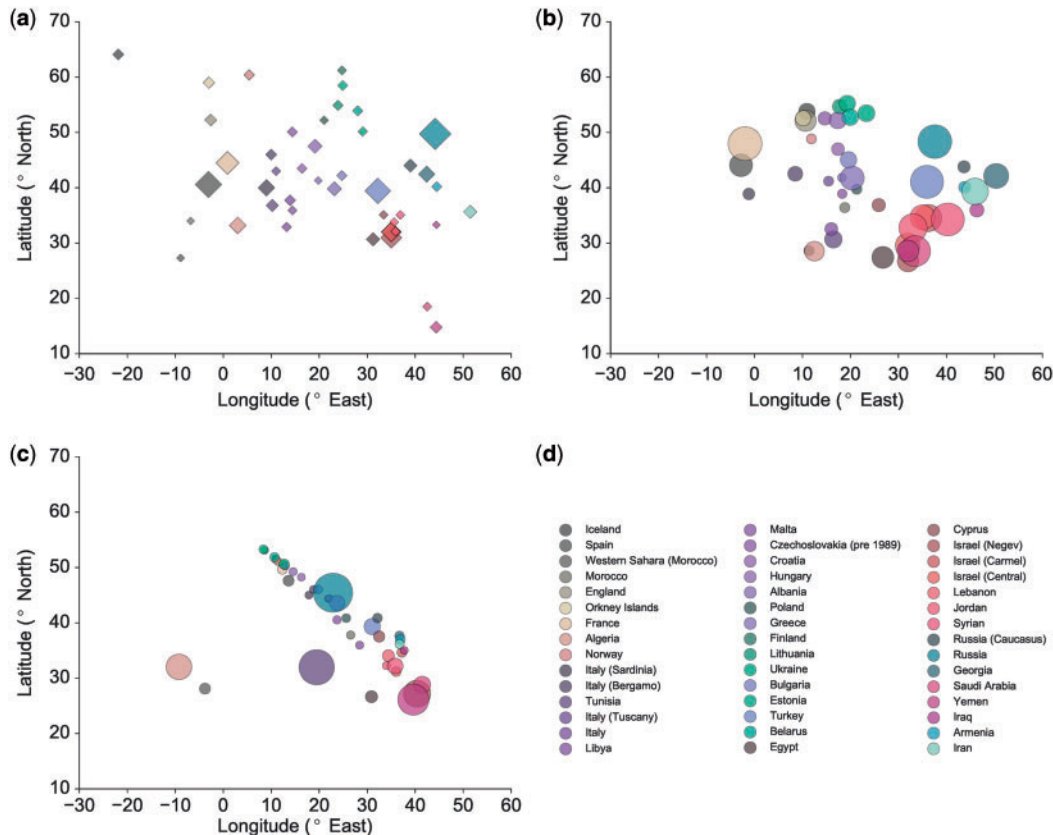 (a)
70
60
50
40
30
20
10
Latitude (° North)
−30 −20 −10 0 10 20 30 40 50 60
Longitude (° East)
(b)
70
60
50
40
30
20
10
Latitude (° North)
−30 −20 −10 0 10 20 30 40 50 60
Longitude (° East)
(c)
70
60
50
40
30
20
10
Latitude (° North)
−30 −20 −10 0 10 20 30 40 50 60
Longitude (° East)
(d)
Iceland
Spain
Western Sahara (Morocco)
Morocco
England
Orkney Islands
France
Algeria
Norway
Italy (Sardinia)
Italy (Bergamo)
Tunisia
Italy (Tuscany)
Italy
Libya
Malta
Czechoslovakia (pre 1989)
Croatia
Hungary
Albania
Poland
Greece
Finland
Lithuania
Ukraine
Bulgaria
Estonia
Turkey
Belarus
Egypt
Cyprus
Israel (Negev)
Israel (Carmel)
Israel (Central)
Lebanon
Jordan
Syrian
Russia (Caucasus)
Russia
Georgia
Saudi Arabia
Yemen
Iraq
Armenia
Iran